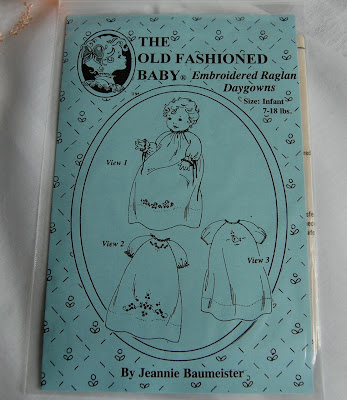 THE
OLD FASHIONED
BABY® Embroidered Raglan
Daygowns
Size: Infant
7-18 lbs.
View 1
View 2
View 3
By Jeannie Baumeister